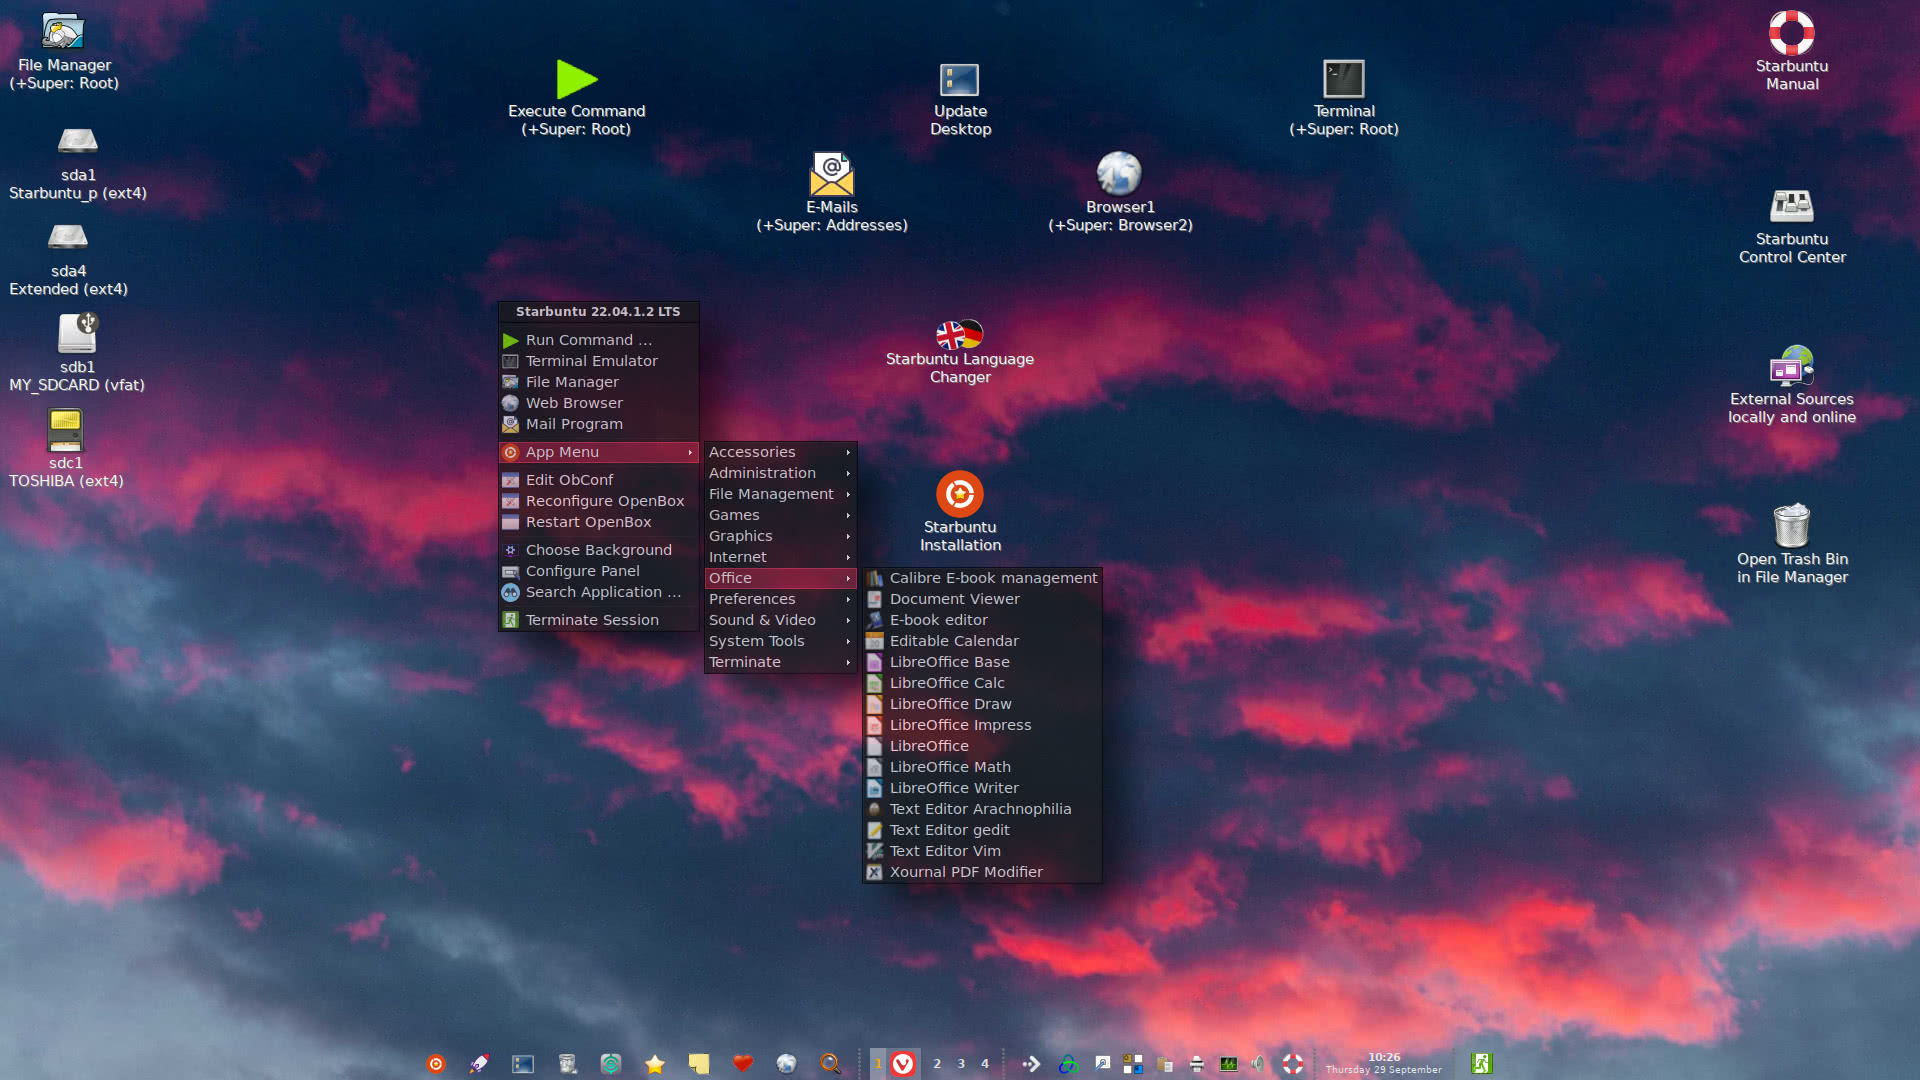 File Manager
(+Super: Root)
sda1
Starbuntu_p (ext4)
sda4
Extended (ext4)
sdb1
MY_SDCARD (vfat)
sdc1
TOSHIBA (ext4)
Execute Command
(+Super: Root)
Update
Desktop
Terminal
(+Super: Root)
E-Mails
(+Super: Addresses)
Browser1
(+Super: Browser2)
Starbuntu Language
Changer
Starbuntu
Installation
Starbuntu
Manual
Starbuntu
Control Center
External Sources
locally and online
Open Trash Bin
in File Manager
Starbuntu 22.04.1.2 LTS
Run Command ...
Terminal Emulator
File Manager
Web Browser
Mail Program
App Menu
Edit ObConf
Reconfigure OpenBox
Restart OpenBox
Choose Background
Configure Panel
Search Application ...
Terminate Session
Accessories
Administration
File Management
Games
Graphics
Internet
Office
Preferences
Sound & Video
System Tools
Terminate
Calibre E-book management
Document Viewer
E-book editor
Editable Calendar
LibreOffice Base
LibreOffice Calc
LibreOffice Draw
LibreOffice Impress
LibreOffice
LibreOffice Math
LibreOffice Writer
Text Editor Arachnophilia
Text Editor gedit
Text Editor Vim
Xournal PDF Modifier
1 2 3 4
10:26
Thursday 29 September